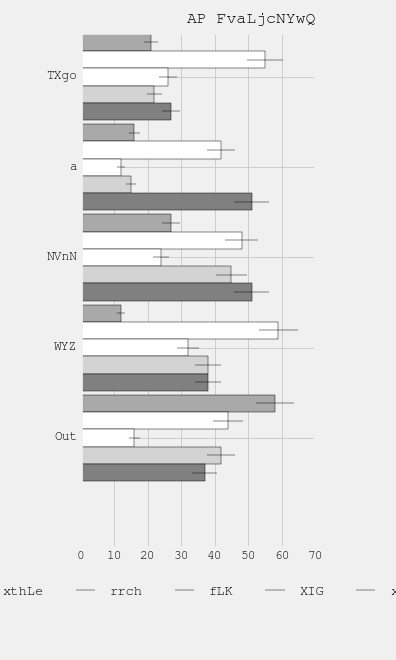 AP FvaLjcNYwQ
TXgo
a
NVnN
WYZ
Out
0 10 20 30 40 50 60 70
xthLe rrch fLK XIG